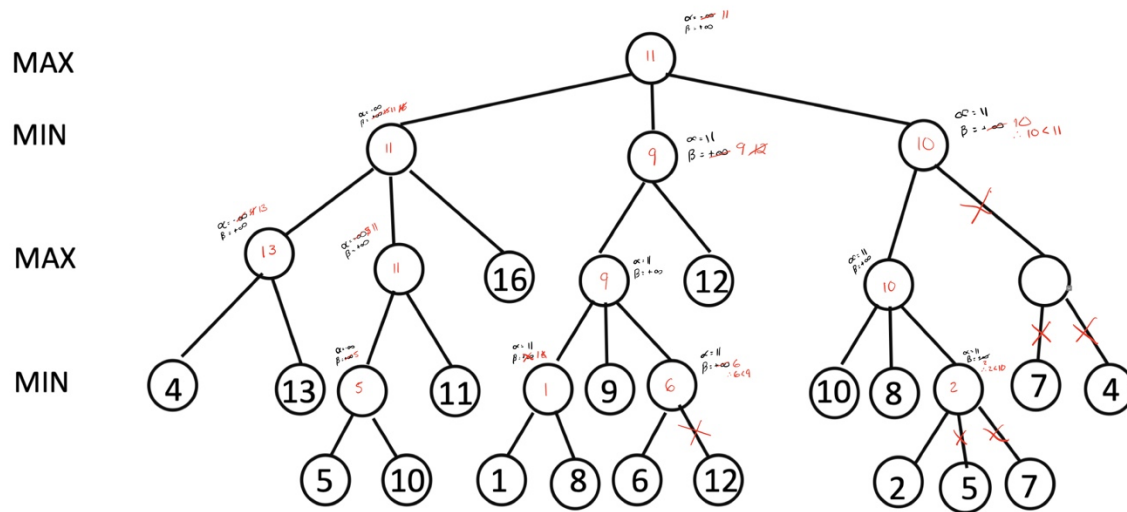 α = -∞ 11
β = +∞
MAX
11
MIN
α = -∞
β = +∞ 11
11
α = 11
β = +∞ 9 12
9
α = 11
β = +∞ 10
∴ 10 < 11
10
MAX
α = -∞ 13
β = +∞
13
α = -∞ 11
β = +∞
11
16
α = 11
β = +∞
9
12
α = 11
β = +∞
10
MIN
4
13
α = -∞
β = +∞ 5
5
11
α = 11
1
9
α = 11
β = +∞ 6
∴ 6 < 9
6
10
8
α = 11
∴ 2 < 10
2
7
4
5
10
1
8
6
12
2
5
7